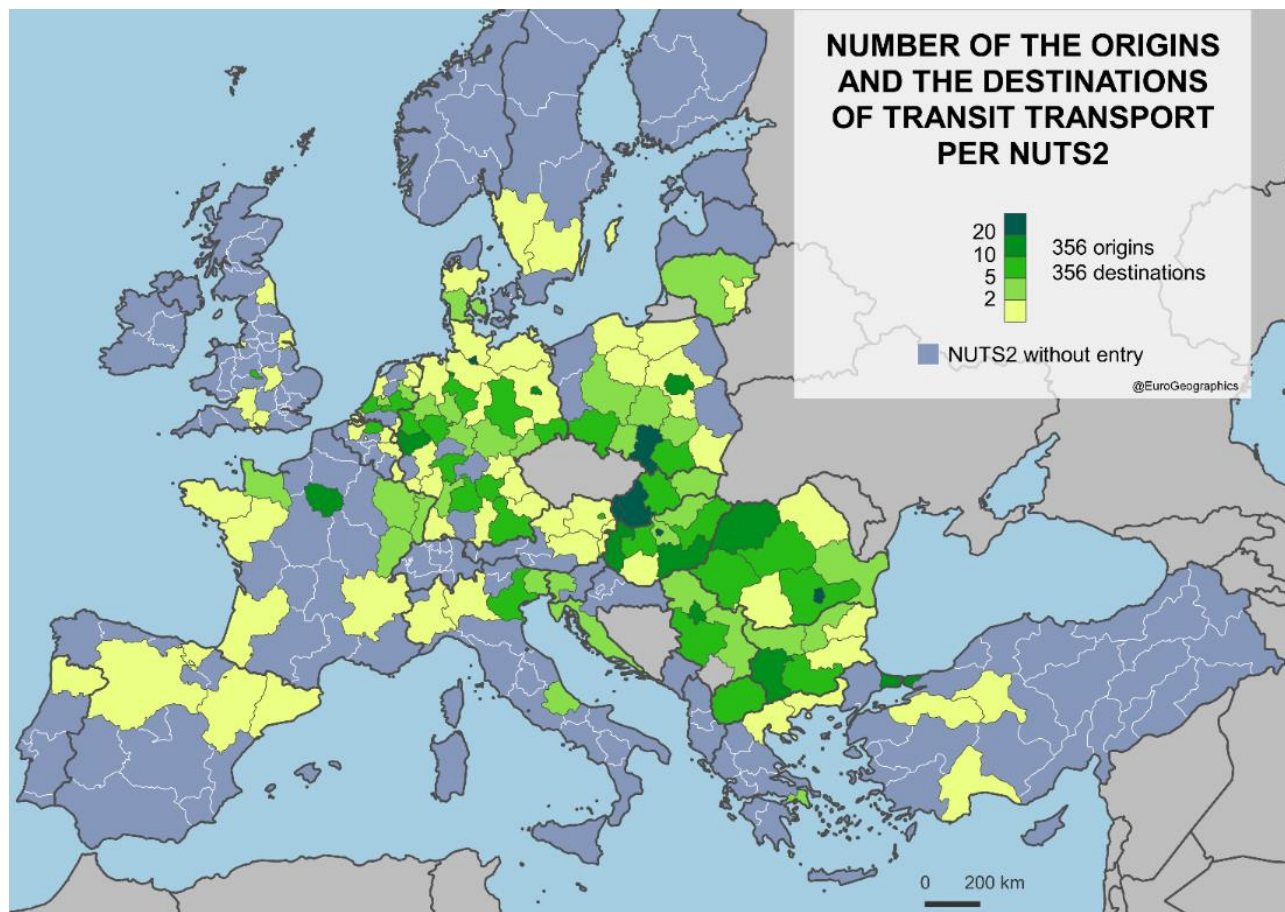 NUMBER OF THE ORIGINS
AND THE DESTINATIONS
OF TRANSIT TRANSPORT
PER NUTS2
20
10
5
2
356 origins
356 destinations
NUTS2 without entry
@EuroGeographics
0 200 km